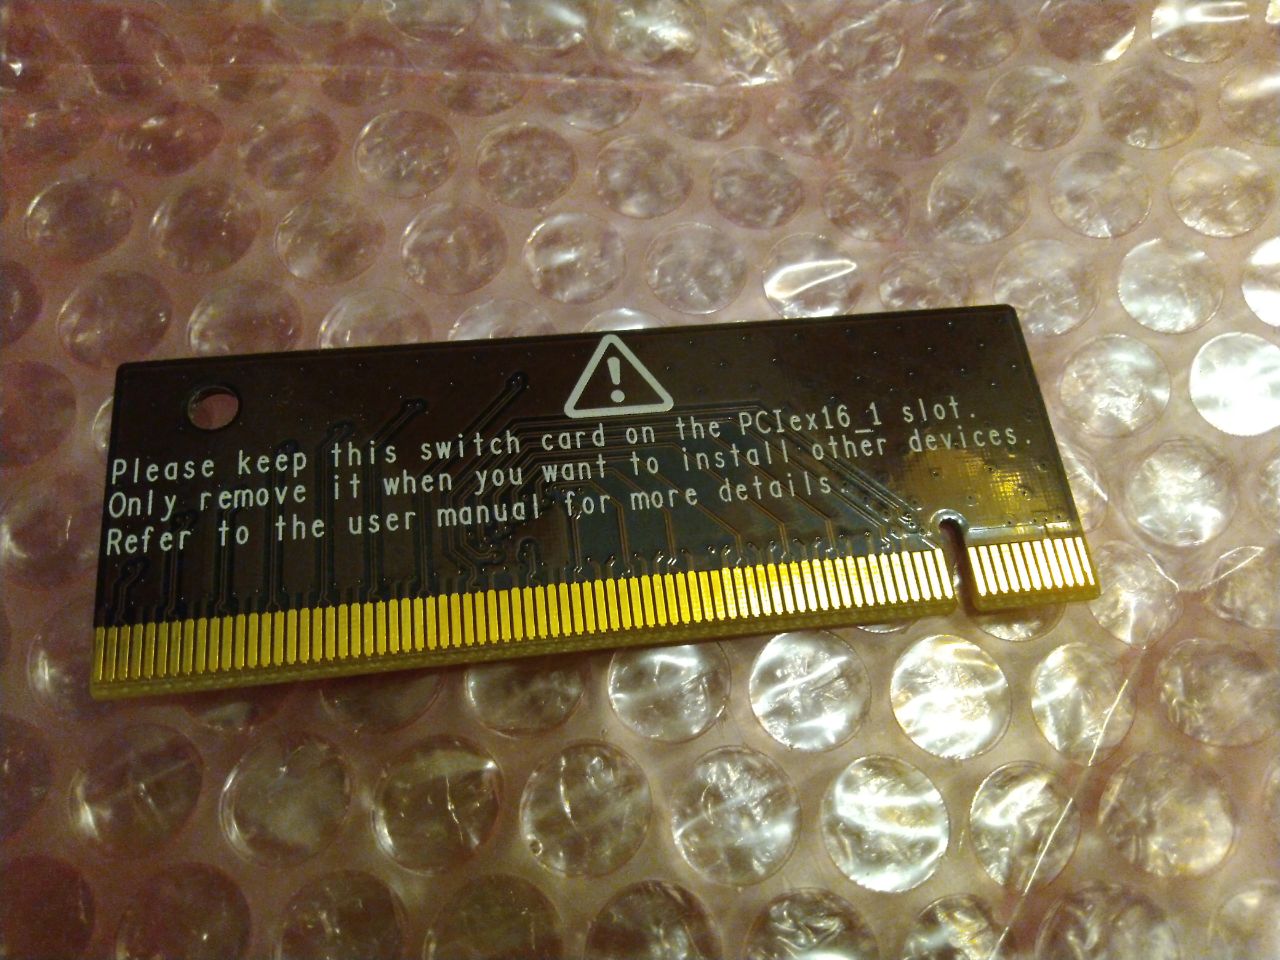 Please keep this switch card on the PCIex16_1 slot.
Only remove it when you want to install other devices.
Refer to the user manual for more details.